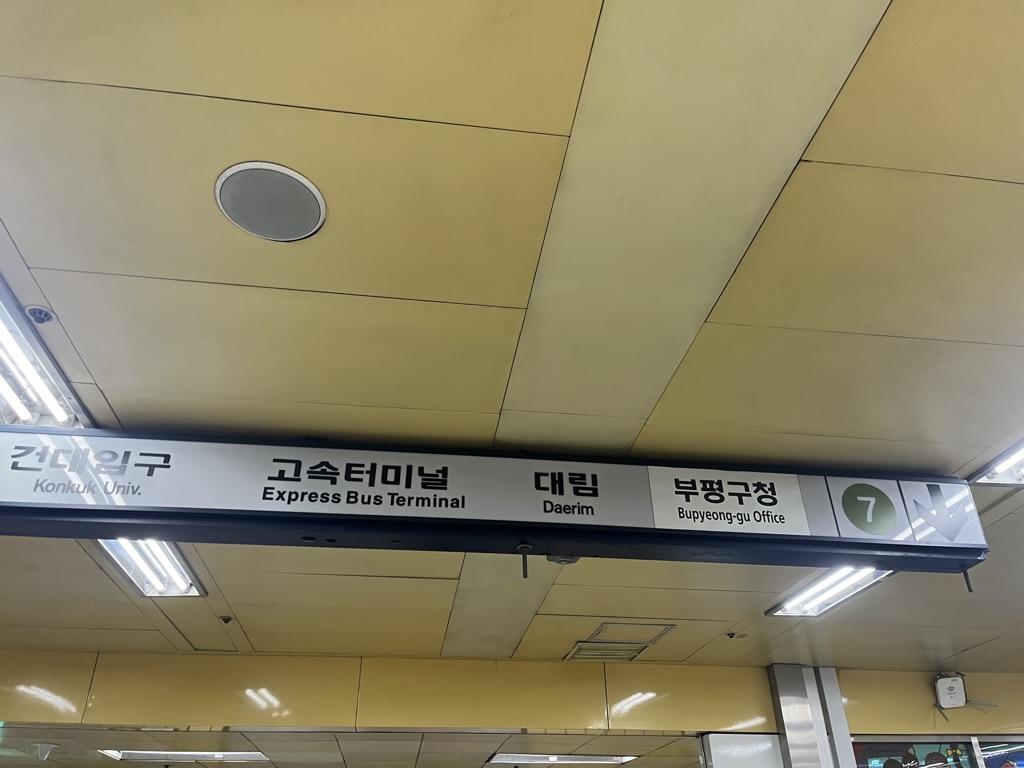 건대입구
Konkuk Univ.
고속터미널
Express Bus Terminal
대림
Daerim
부평구청
Bupyeong-gu Office
7